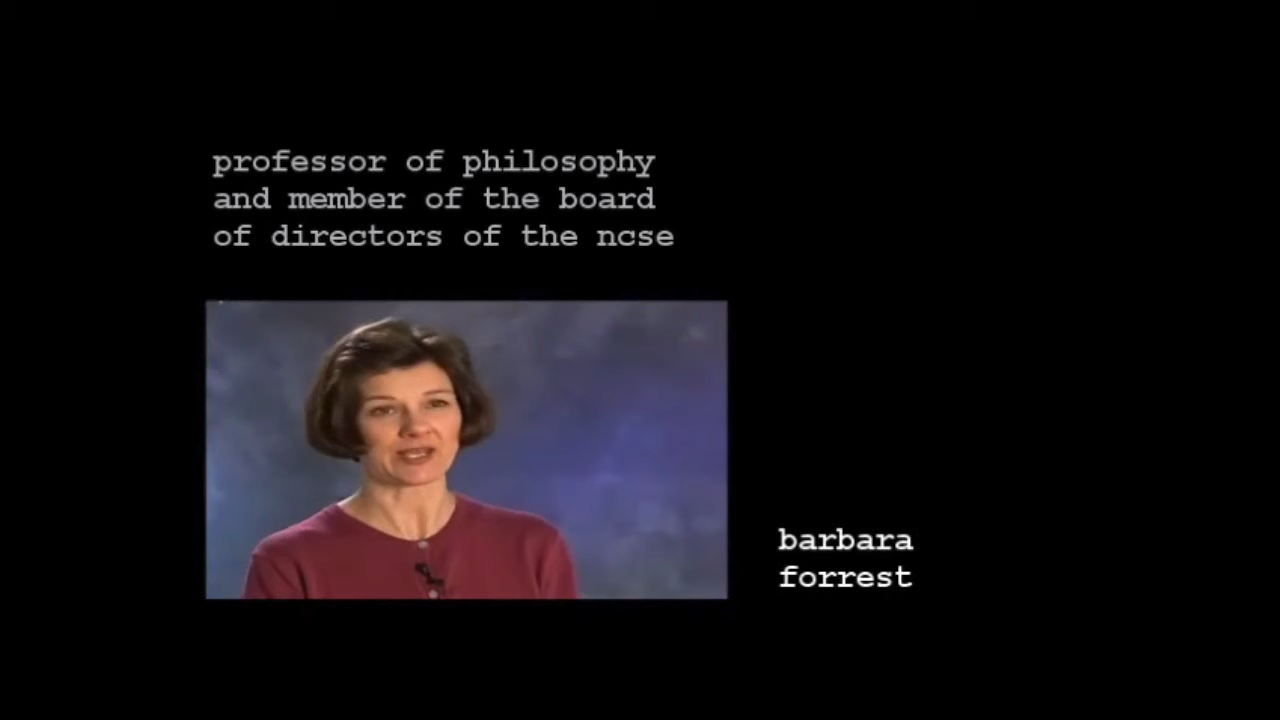 professor of philosophy
and member of the board
of directors of the ncse
barbara
forrest